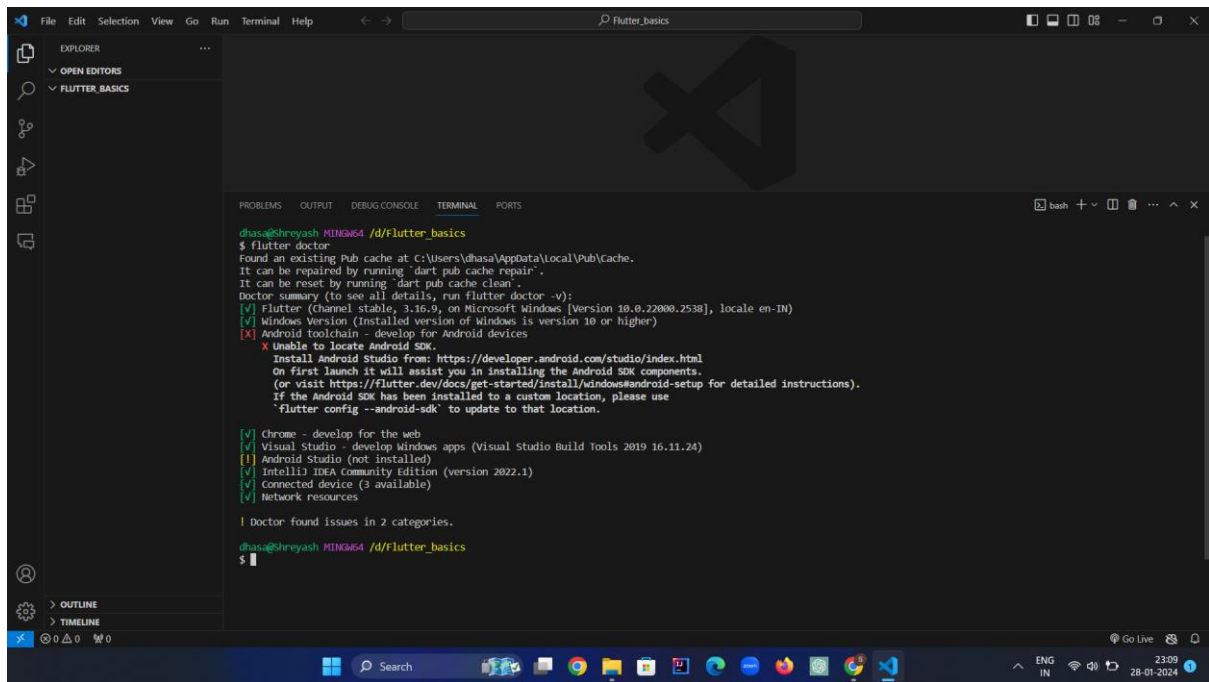 File Edit Selection View Go Run Terminal Help
Flutter_basics
EXPLORER
OPEN EDITORS
FLUTTER_BASICS
PROBLEMS OUTPUT DEBUG CONSOLE TERMINAL PORTS
bash
dhasa@Shreyash MINGW64 /d/Flutter_basics
$ flutter doctor
Found an existing Pub cache at C:\Users\dhasa\AppData\Local\Pub\Cache.
It can be repaired by running `dart pub cache repair`.
It can be reset by running `dart pub cache clean`.
Doctor summary (to see all details, run flutter doctor -v):
[√] Flutter (Channel stable, 3.16.9, on Microsoft Windows [Version 10.0.22000.2538], locale en-IN)
[√] Windows Version (Installed version of Windows is version 10 or higher)
[X] Android toolchain - develop for Android devices
X Unable to locate Android SDK.
Install Android Studio from: https://developer.android.com/studio/index.html
On first launch it will assist you in installing the Android SDK components.
(or visit https://flutter.dev/docs/get-started/install/windows#android-setup for detailed instructions).
If the Android SDK has been installed to a custom location, please use
`flutter config --android-sdk` to update to that location.
[√] Chrome - develop for the web
[√] Visual Studio - develop Windows apps (Visual Studio Build Tools 2019 16.11.24)
[!] Android Studio (not installed)
[√] IntelliJ IDEA Community Edition (version 2022.1)
[√] Connected device (3 available)
[√] Network resources
! Doctor found issues in 2 categories.
dhasa@Shreyash MINGW64 /d/Flutter_basics
$
OUTLINE
TIMELINE
0 0 0
Go Live
Search
ENG
IN
23:09
28-01-2024
1